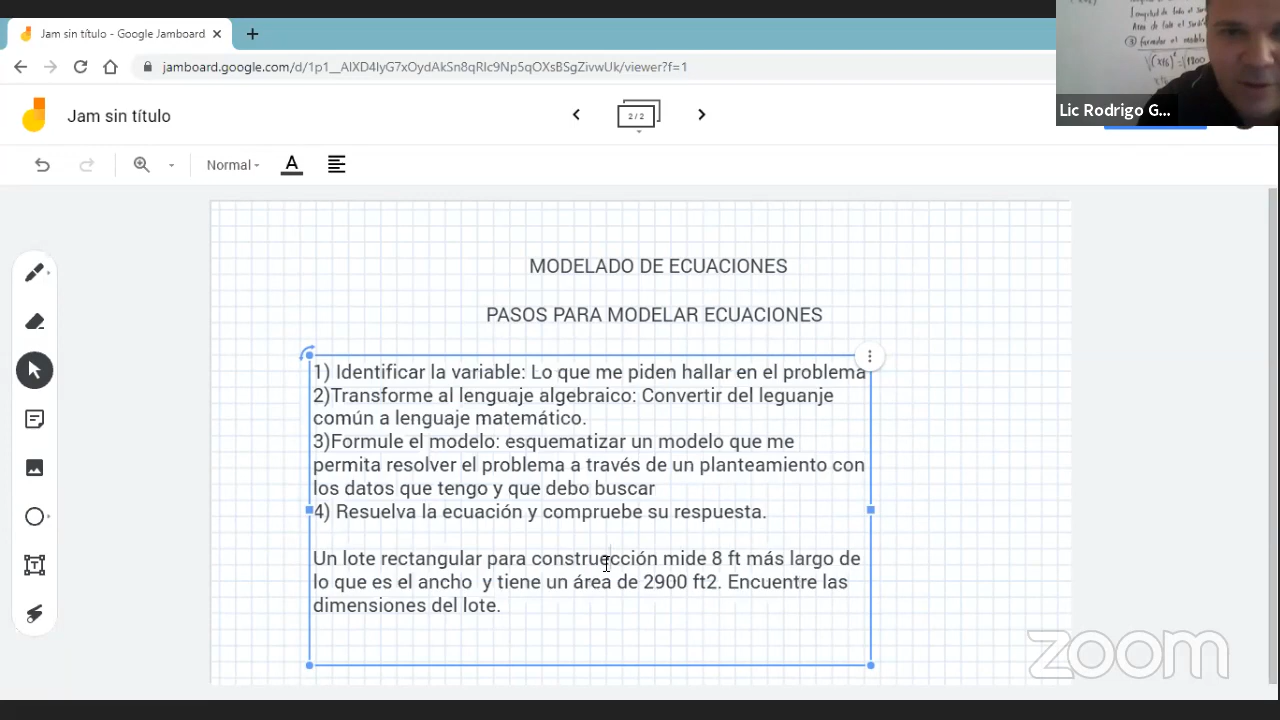 Jam sin título - Google Jamboard
jamboard.google.com/d/1p1__AlXD4lyG7xOydAkSn8qRlc9Np5qOXsBSgZivwUk/viewer?f=1
Jam sin título
2 / 2
Normal
A
Lic Rodrigo G...
MODELADO DE ECUACIONES
PASOS PARA MODELAR ECUACIONES
1) Identificar la variable: Lo que me piden hallar en el problema
2)Transforme al lenguaje algebraico: Convertir del leguanje
común a lenguaje matemático.
3)Formule el modelo: esquematizar un modelo que me
permita resolver el problema a través de un planteamiento con
los datos que tengo y que debo buscar
4) Resuelva la ecuación y compruebe su respuesta.
Un lote rectangular para construección mide 8 ft más largo de
lo que es el ancho y tiene un área de 2900 ft2. Encuentre las
dimensiones del lote.
zoom